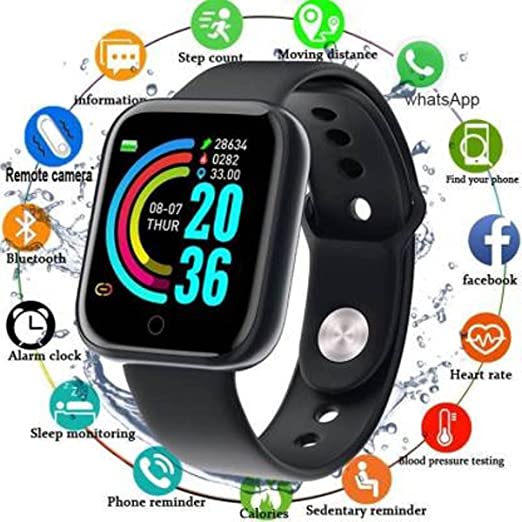 Step count
Moving distance
information
whatsApp
Remote camera
Find your phone
28634
0282
33.00
08-07
THUR
20
36
Bluetooth
facebook
Alarm clock
Heart rate
Sleep monitoring
Blood pressure testing
Phone reminder
Calories
Sedentary reminder